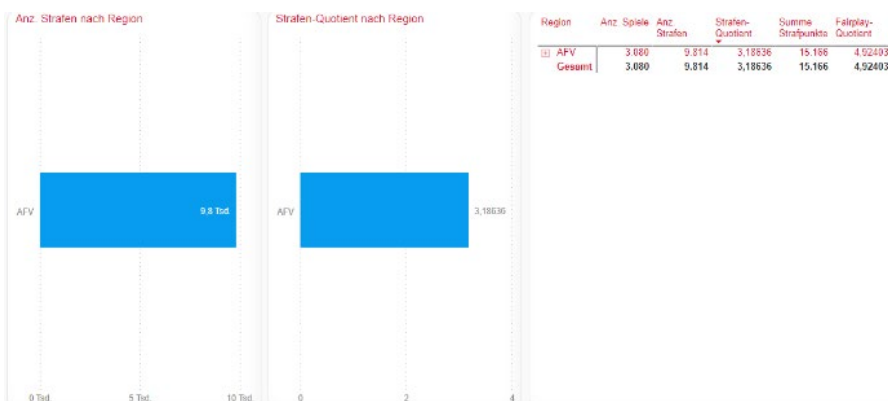 Anz. Strafen nach Region
AFV
9,8 Tsd.
0 Tsd.
5 Tsd.
10 Tsd.
Strafen-Quotient nach Region
AFV
3,18636
0
2
4
Region Anz. Spiele Anz. Strafen Strafen-Quotient Summe Strafpunkte Fairplay-Quotient
AFV 3.080 9.814 3,18636 15.166 4,92403
Gesamt 3.080 9.814 3,18636 15.166 4,92403